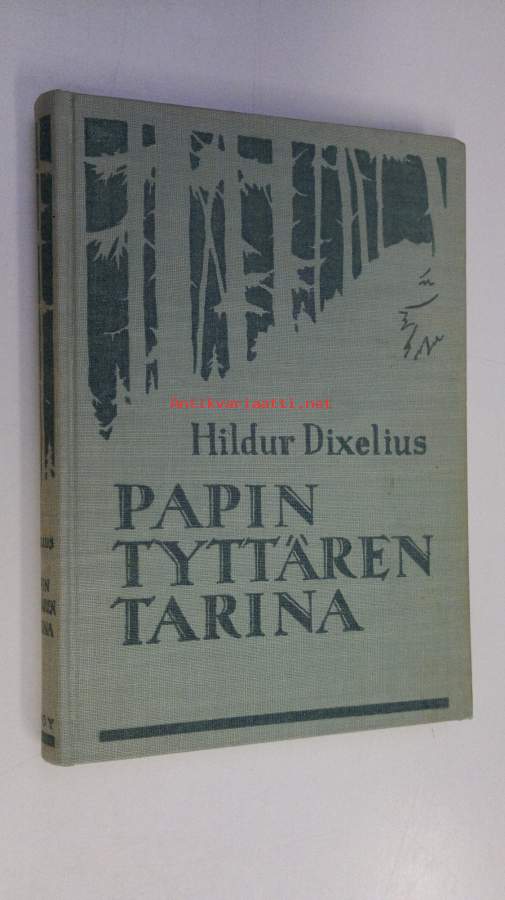 Antikvariaatti.net
Hildur Dixelius
PAPIN
TYTTÄREN
TARINA